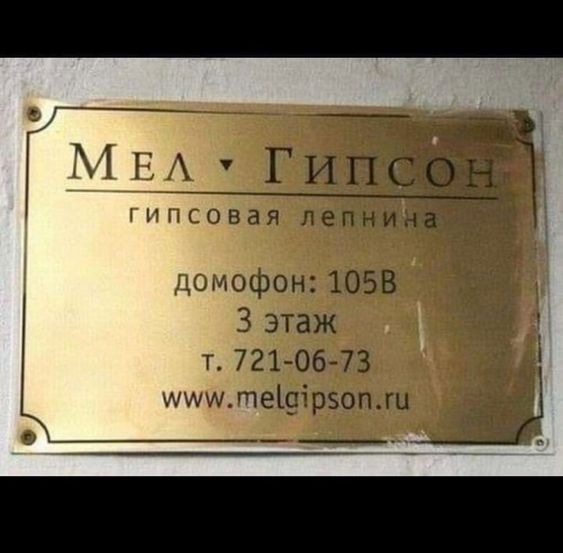 Мел ▾ Гипсон
гипсовая лепнина
домофон: 105В
3 этаж
т. 721-06-73
www.melgipson.ru